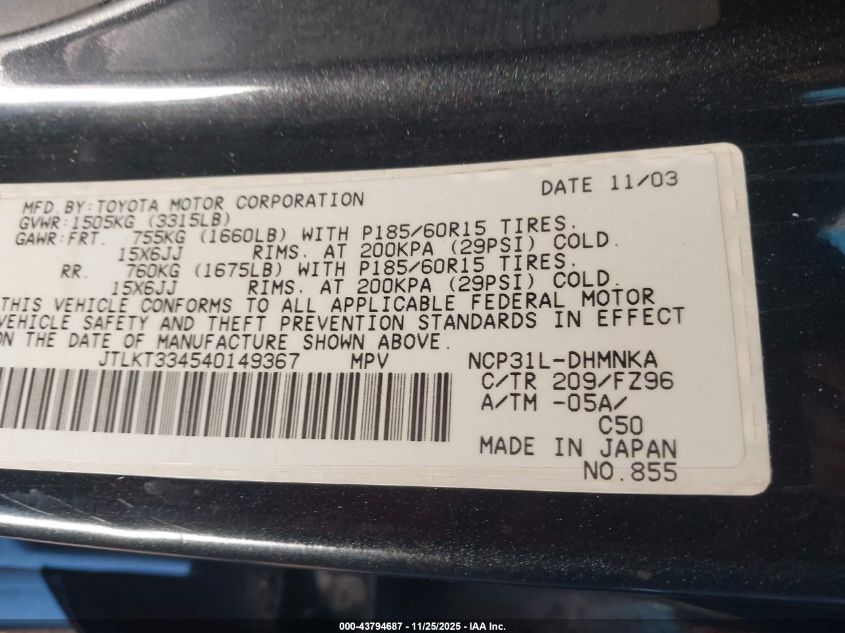 MFD.BY:TOYOTA MOTOR CORPORATION DATE 11/03
GVWR:1505KG (3315LB)
GAWR:FRT. 755KG (1660LB) WITH P185/60R15 TIRES.
15X6JJ RIMS. AT 200KPA (29PSI) COLD.
RR. 760KG (1675LB) WITH P185/60R15 TIRES.
15X6JJ RIMS. AT 200KPA (29PSI) COLD.
THIS VEHICLE CONFORMS TO ALL APPLICABLE FEDERAL MOTOR
VEHICLE SAFETY AND THEFT PREVENTION STANDARDS IN EFFECT
ON THE DATE OF MANUFACTURE SHOWN ABOVE.
JTLKT334540149367 MPV NCP31L-DHMNKA
C/TR 209/FZ96
A/TM -05A/
C50
MADE IN JAPAN
NO.855
000-43794687 - 11/25/2025 - IAA Inc.